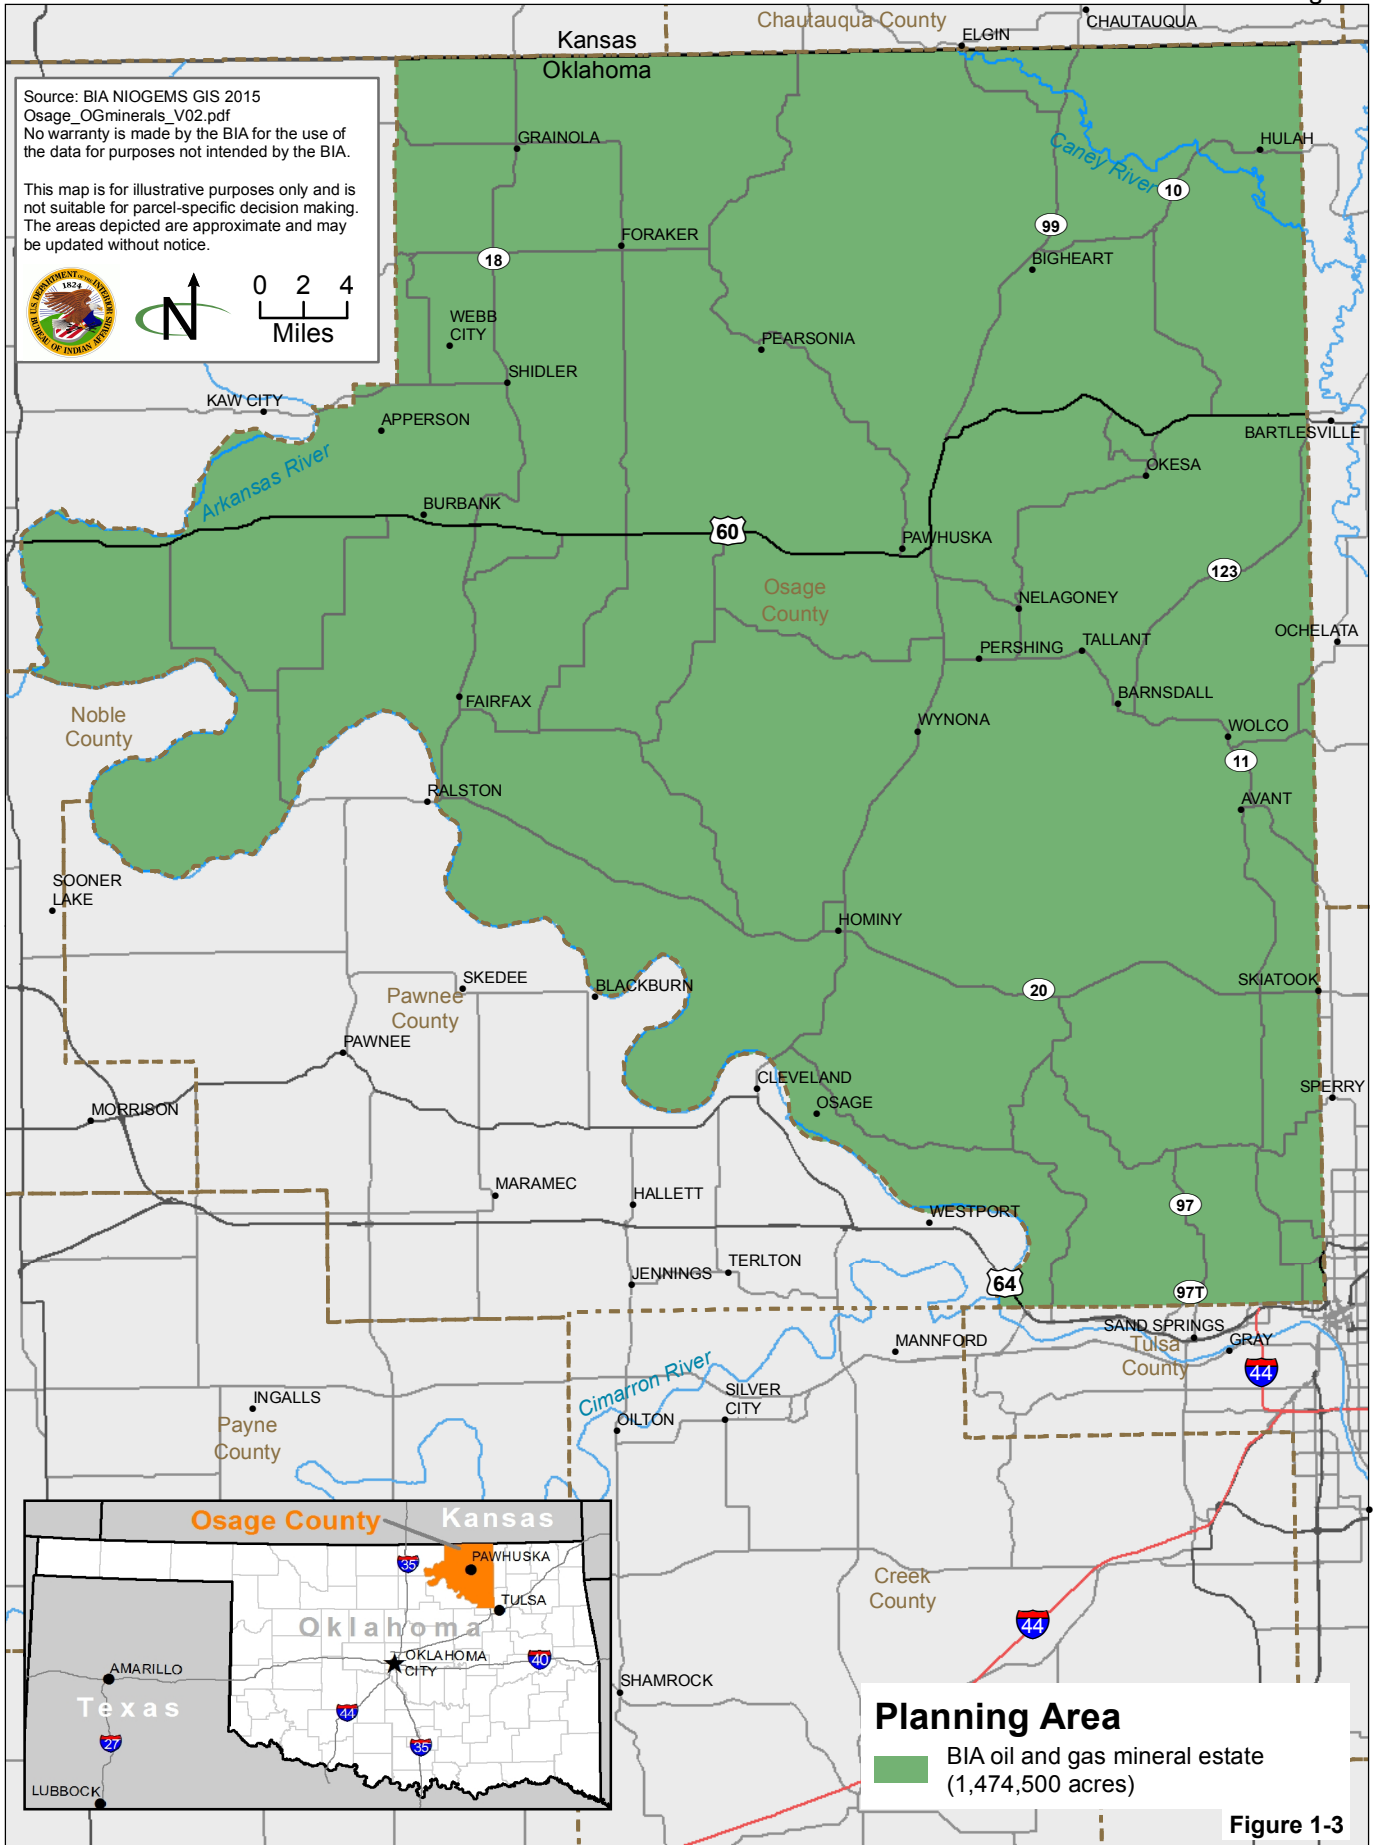 Chautauqua County
CHAUTAUQUA
ELGIN
Kansas
Oklahoma
Source: BIA NIOGEMS GIS 2015
Osage_OGminerals_V02.pdf
No warranty is made by the BIA for the use of
the data for purposes not intended by the BIA.
This map is for illustrative purposes only and is
not suitable for parcel-specific decision making.
The areas depicted are approximate and may
be updated without notice.
U.S. DEPARTMENT OF THE INTERIOR
1824
BUREAU OF INDIAN AFFAIRS
N
0 2 4
Miles
GRAINOLA
HULAH
Caney River
10
99
FORAKER
18
BIGHEART
WEBB
CITY
PEARSONIA
SHIDLER
KAW CITY
APPERSON
BARTLESVILLE
Arkansas River
OKESA
BURBANK
60
PAWHUSKA
123
Osage
County
NELAGONEY
OCHELATA
PERSHING
TALLANT
BARNSDALL
FAIRFAX
Noble
County
WYNONA
WOLCO
11
RALSTON
AVANT
SOONER
LAKE
HOMINY
SKEDEE
BLACKBURN
SKIATOOK
20
Pawnee
County
PAWNEE
CLEVELAND
SPERRY
OSAGE
MORRISON
MARAMEC
HALLETT
97
WESTPORT
TERLTON
JENNINGS
64
97T
SAND SPRINGS
MANNFORD
Tulsa
County
GRAY
44
Cimarron River
SILVER
CITY
INGALLS
OILTON
Payne
County
Osage County
Kansas
35
PAWHUSKA
TULSA
Oklahoma
OKLAHOMA
CITY
40
AMARILLO
Texas
44
27
35
LUBBOCK
Creek
County
44
SHAMROCK
Planning Area
BIA oil and gas mineral estate
(1,474,500 acres)
Figure 1-3